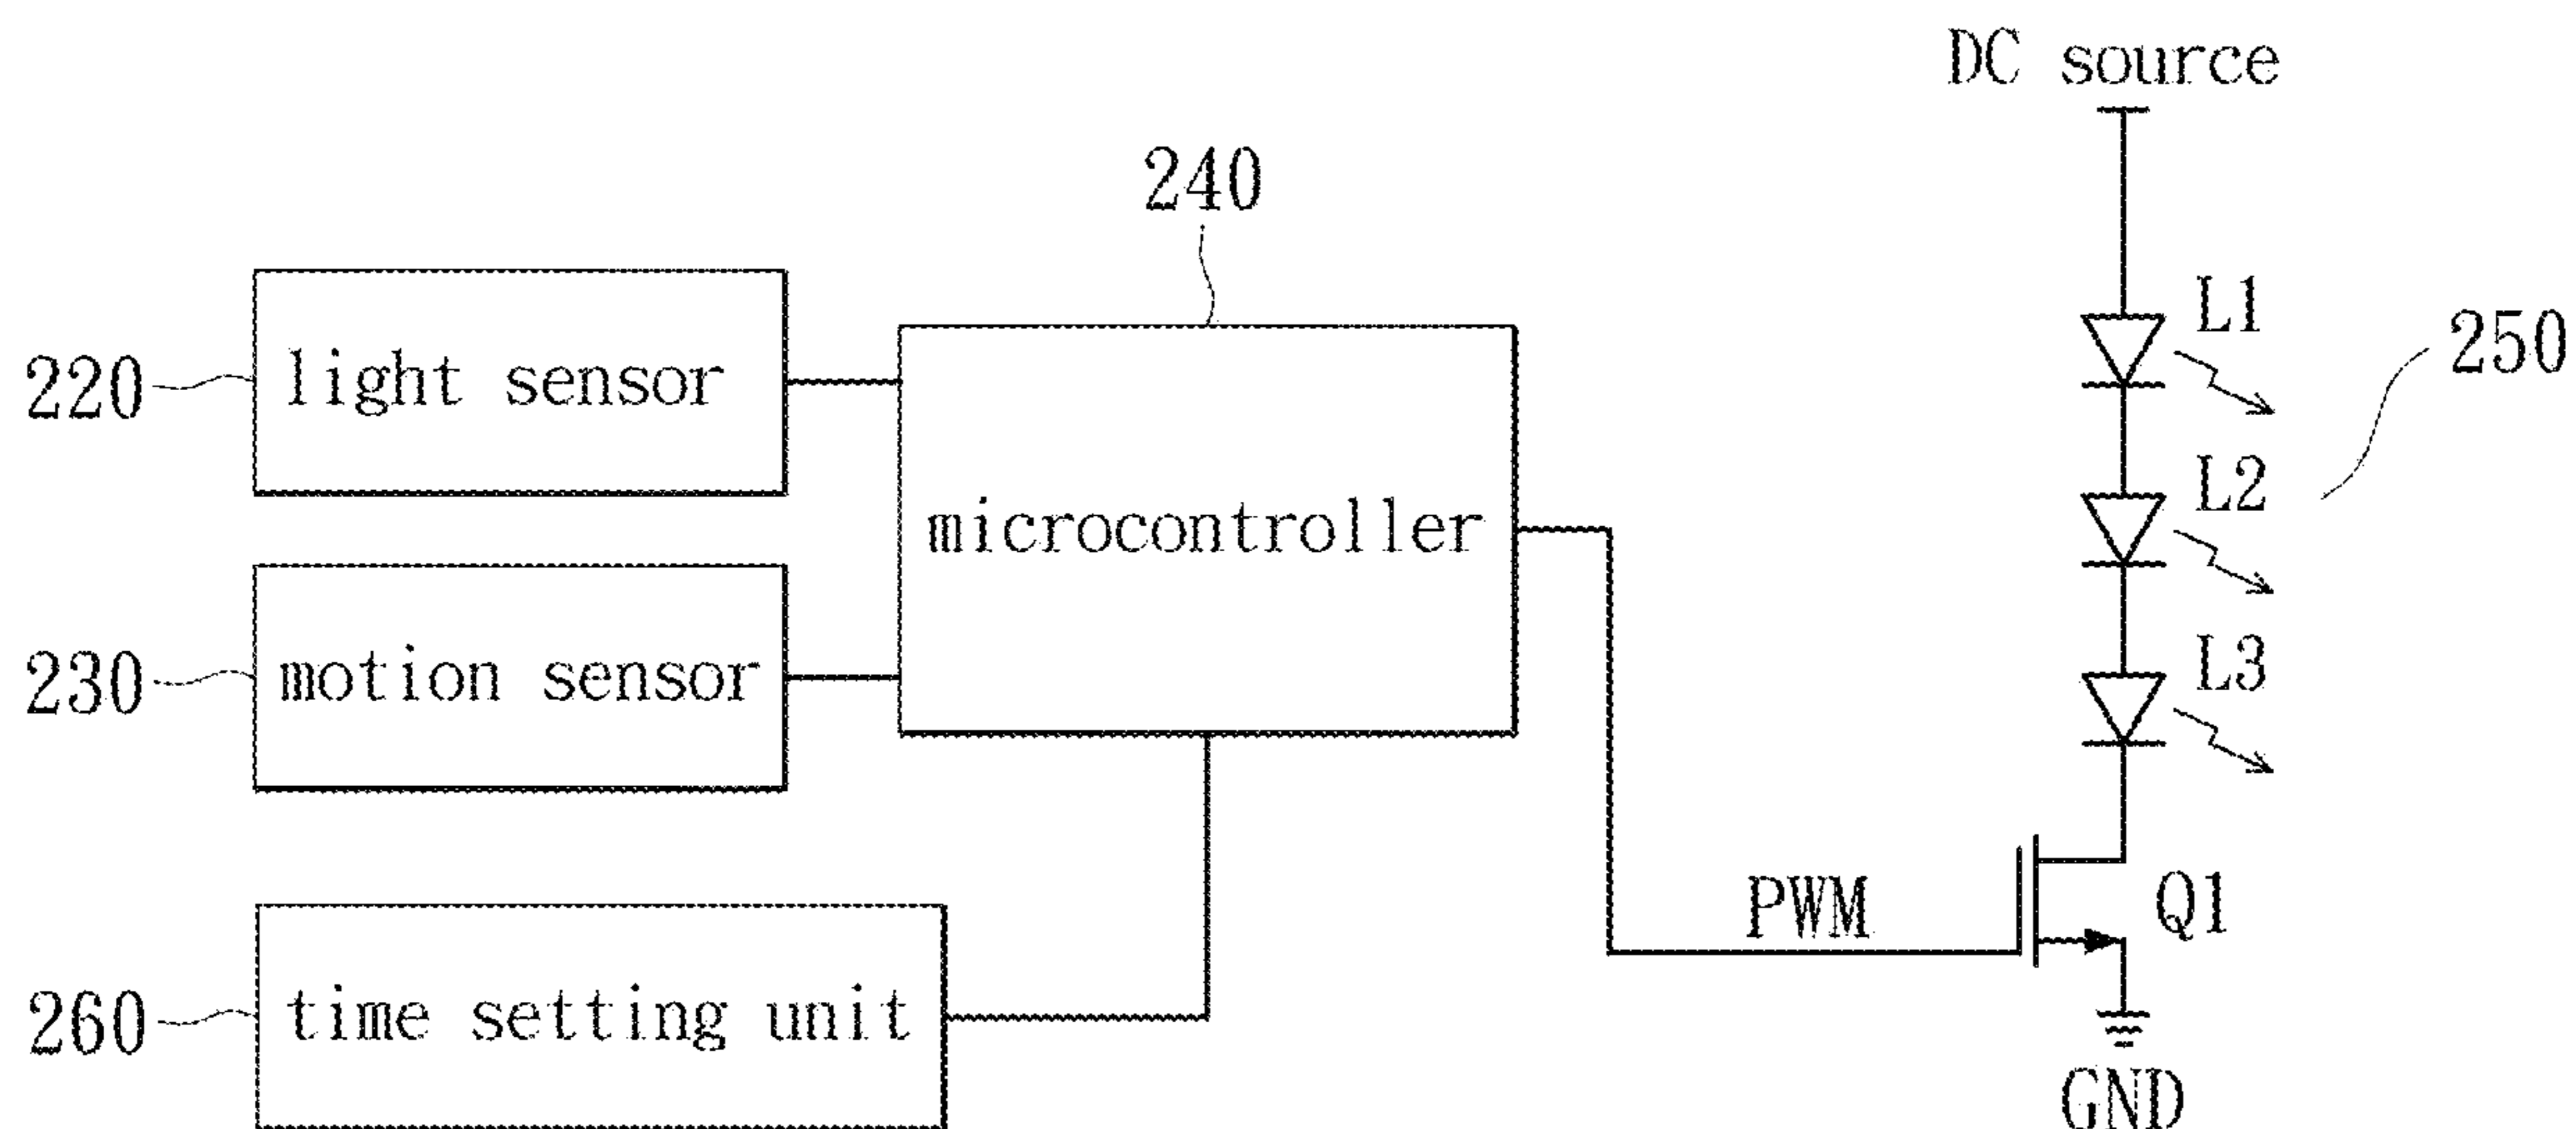 DC source
240
L1
220
light sensor
250
microcontroller
L2
230
motion sensor
L3
PWM
Q1
260
time setting unit
GND